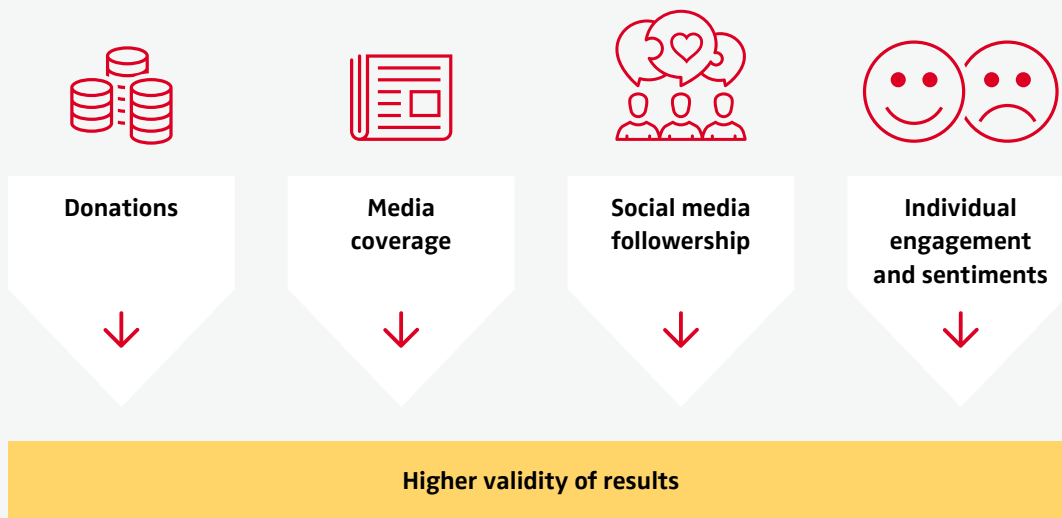 Donations
Media
coverage
Social media
followership
Individual
engagement
and sentiments
Higher validity of results